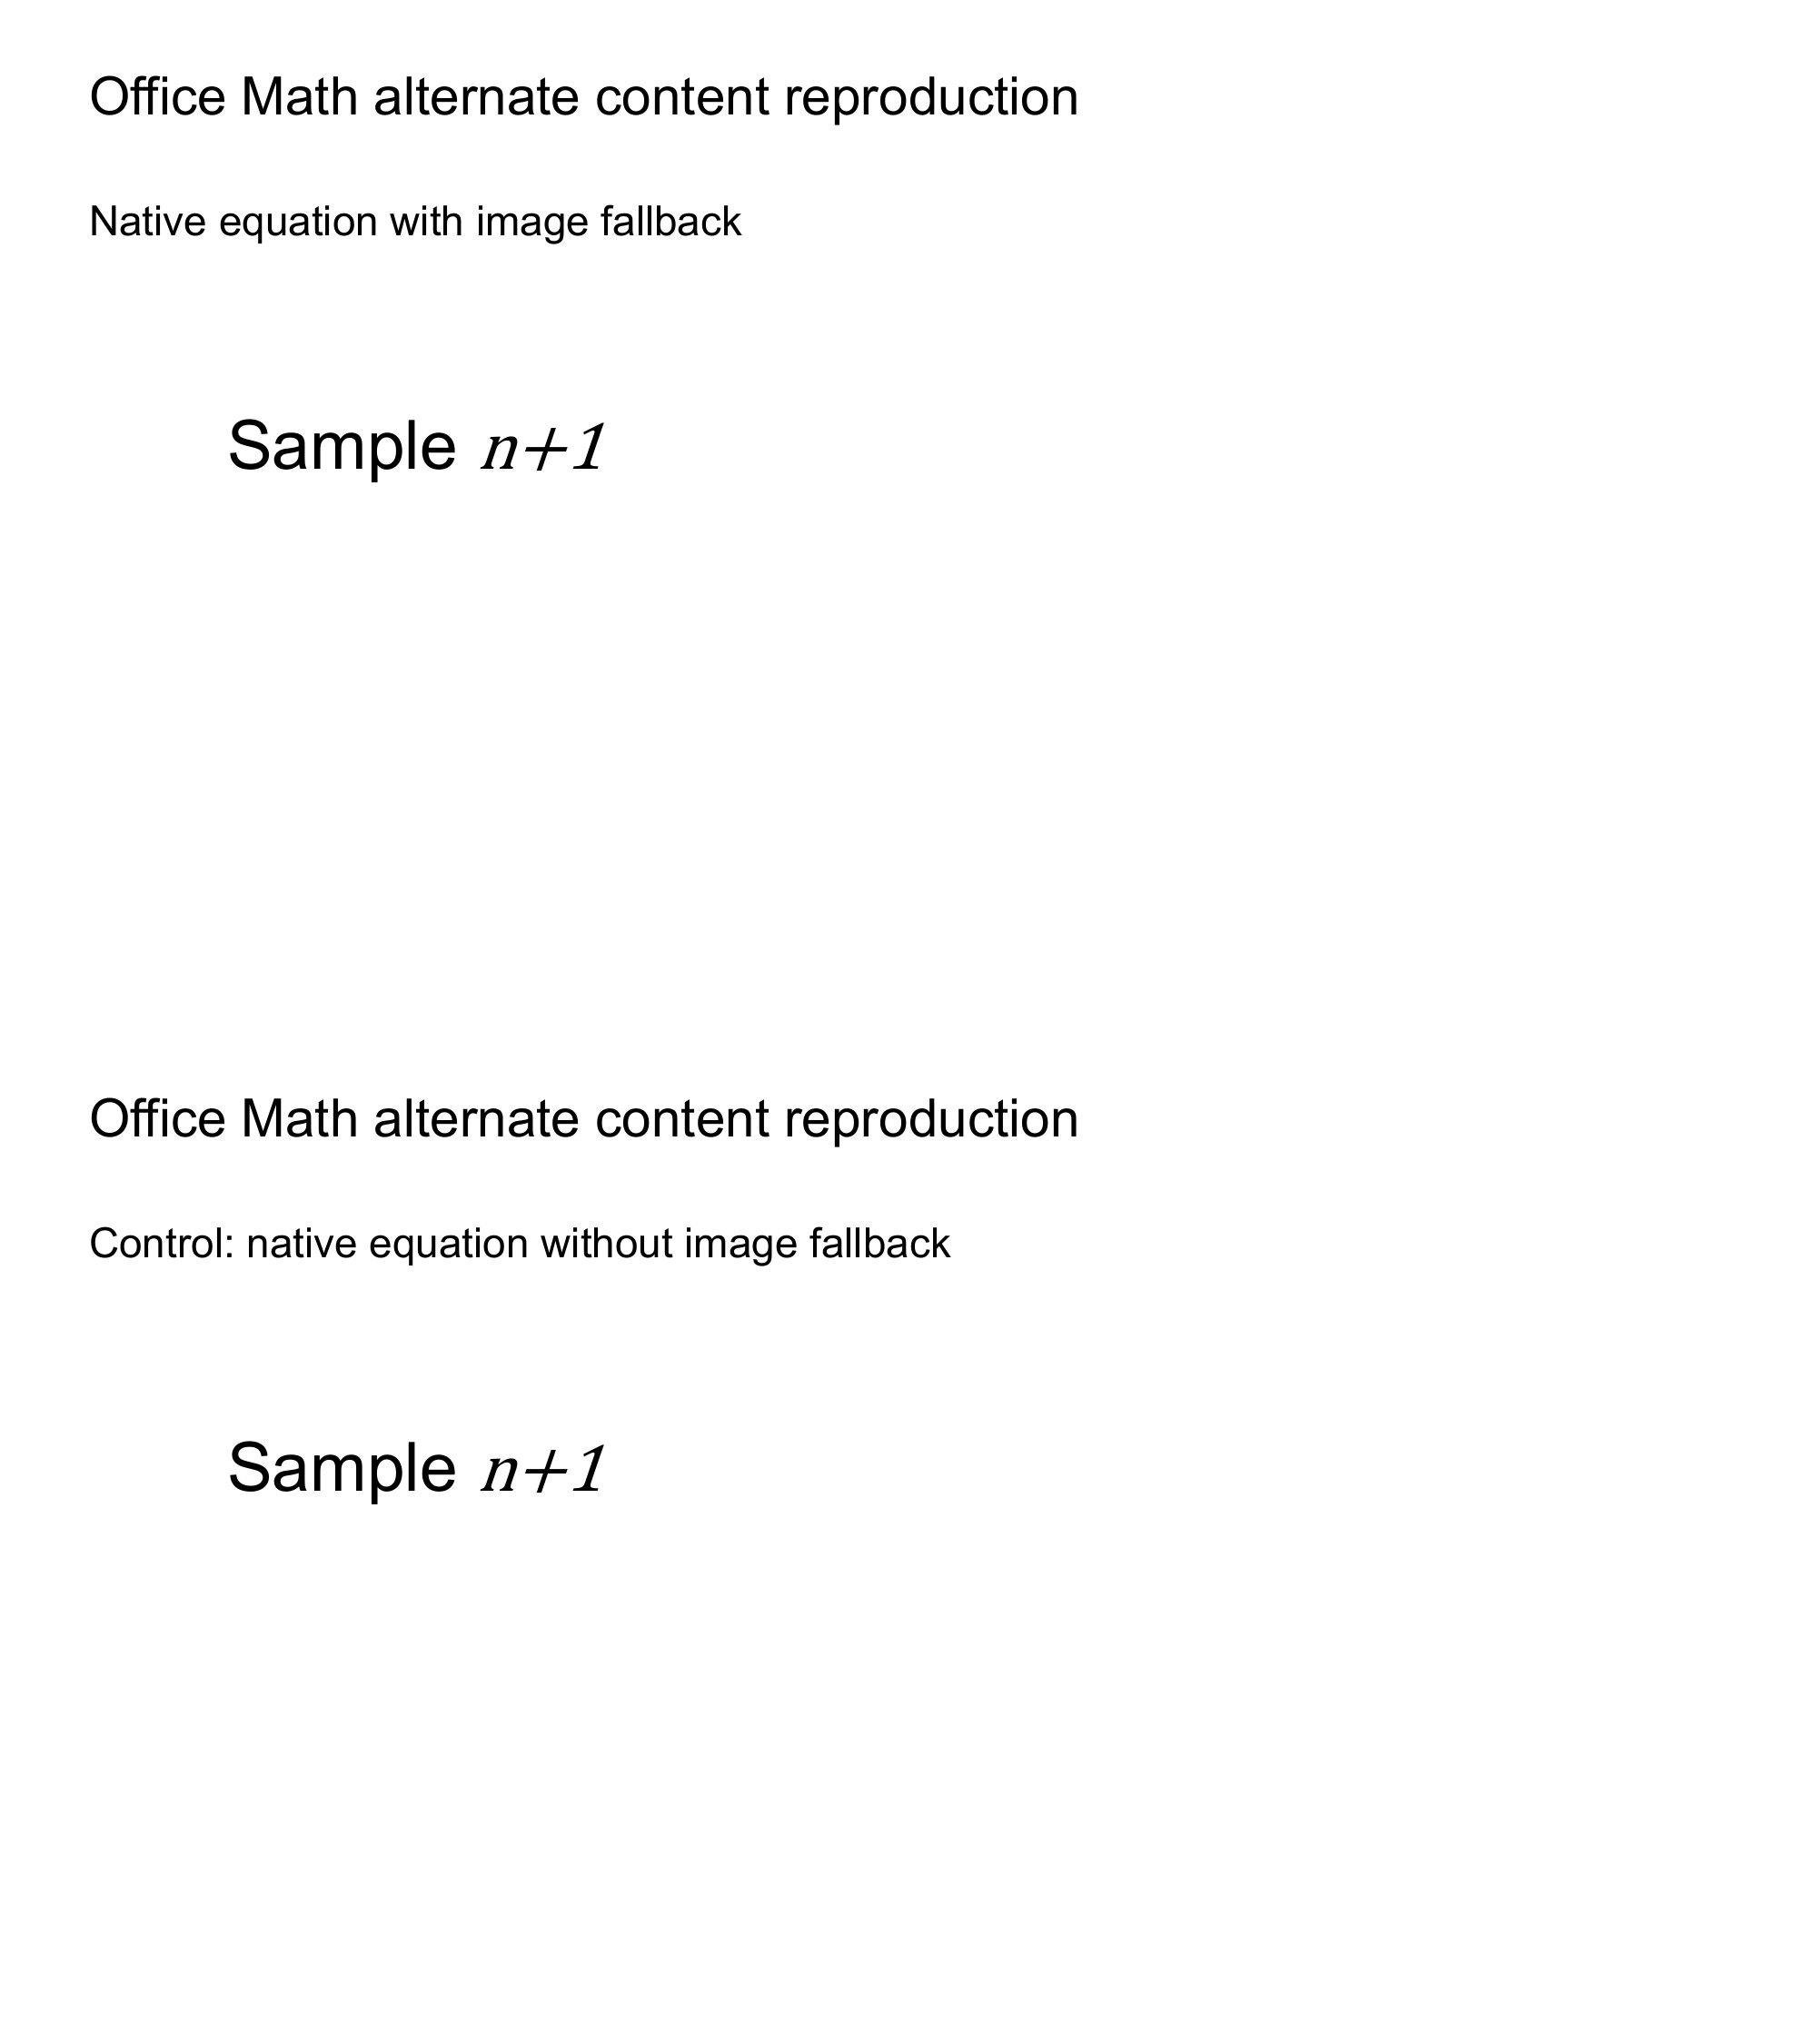 Office Math alternate content reproduction
Native equation with image fallback
Sample n+1
Office Math alternate content reproduction
Control: native equation without image fallback
Sample n+1